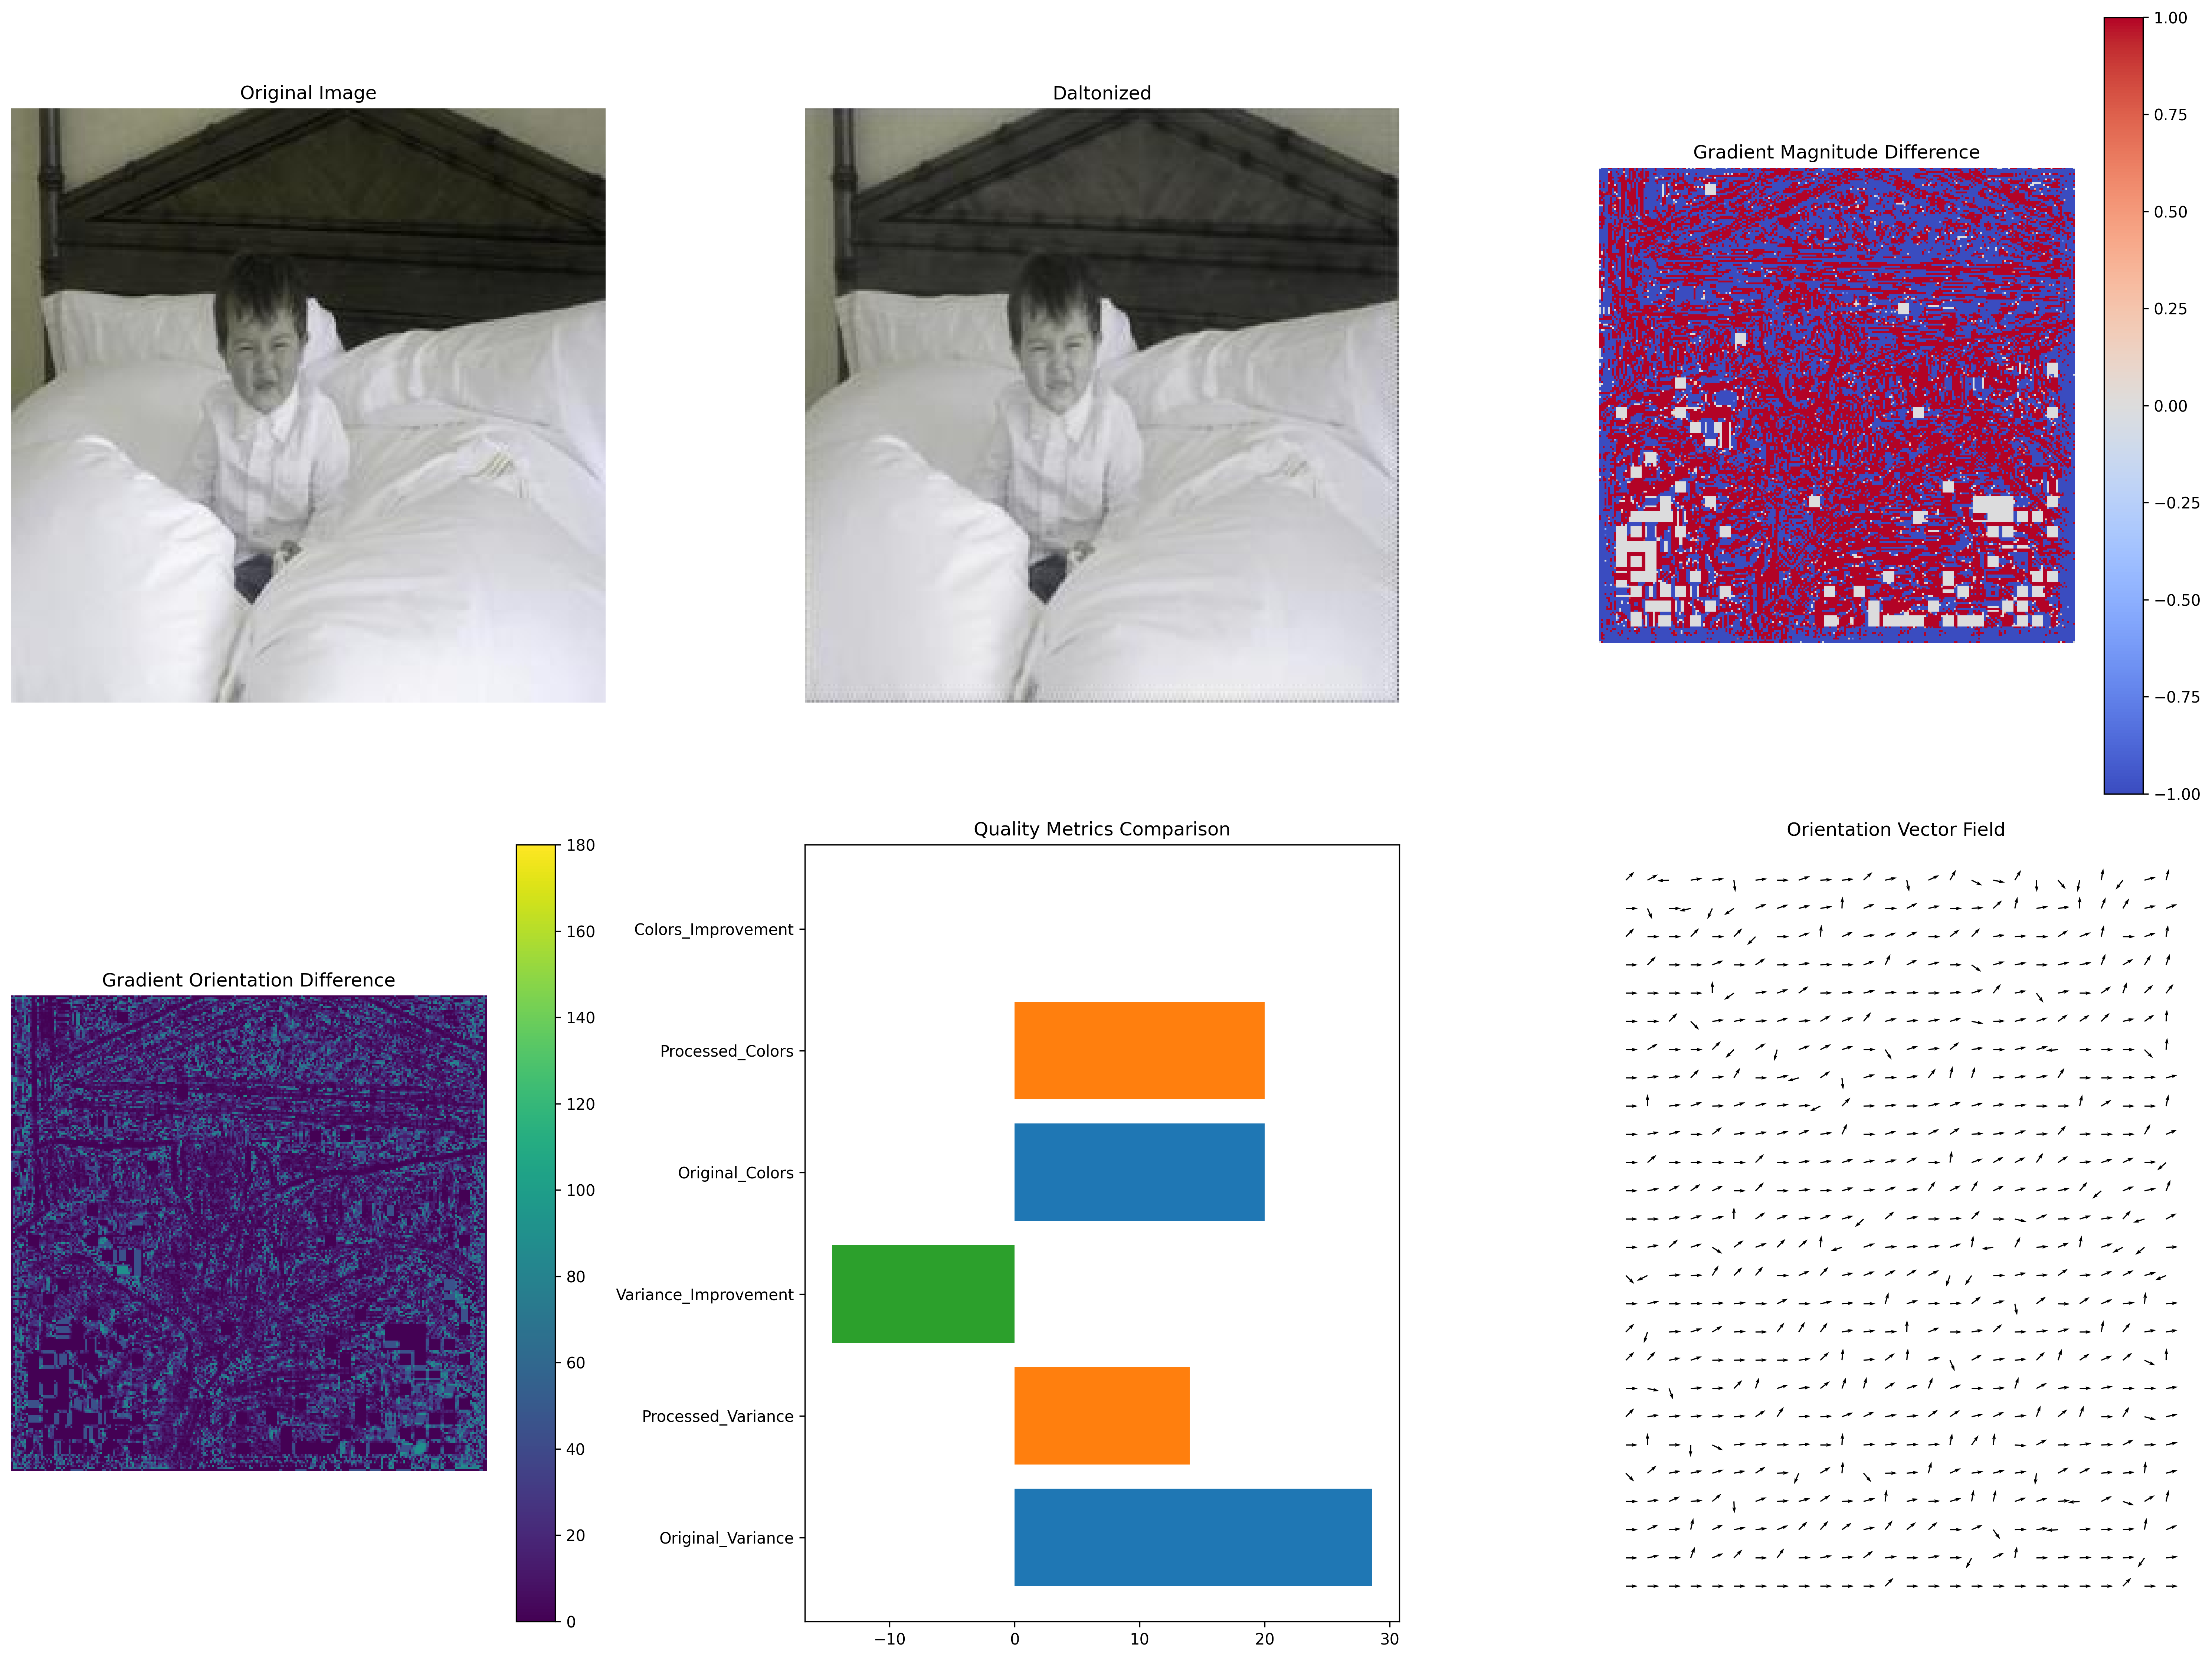 Original Image
Daltonized
Gradient Magnitude Difference
1.00
0.75
0.50
0.25
0.00
−0.25
−0.50
−0.75
−1.00
Gradient Orientation Difference
180
160
140
120
100
80
60
40
20
0
Quality Metrics Comparison
Colors_Improvement
Processed_Colors
Original_Colors
Variance_Improvement
Processed_Variance
Original_Variance
−10
0
10
20
30
Orientation Vector Field